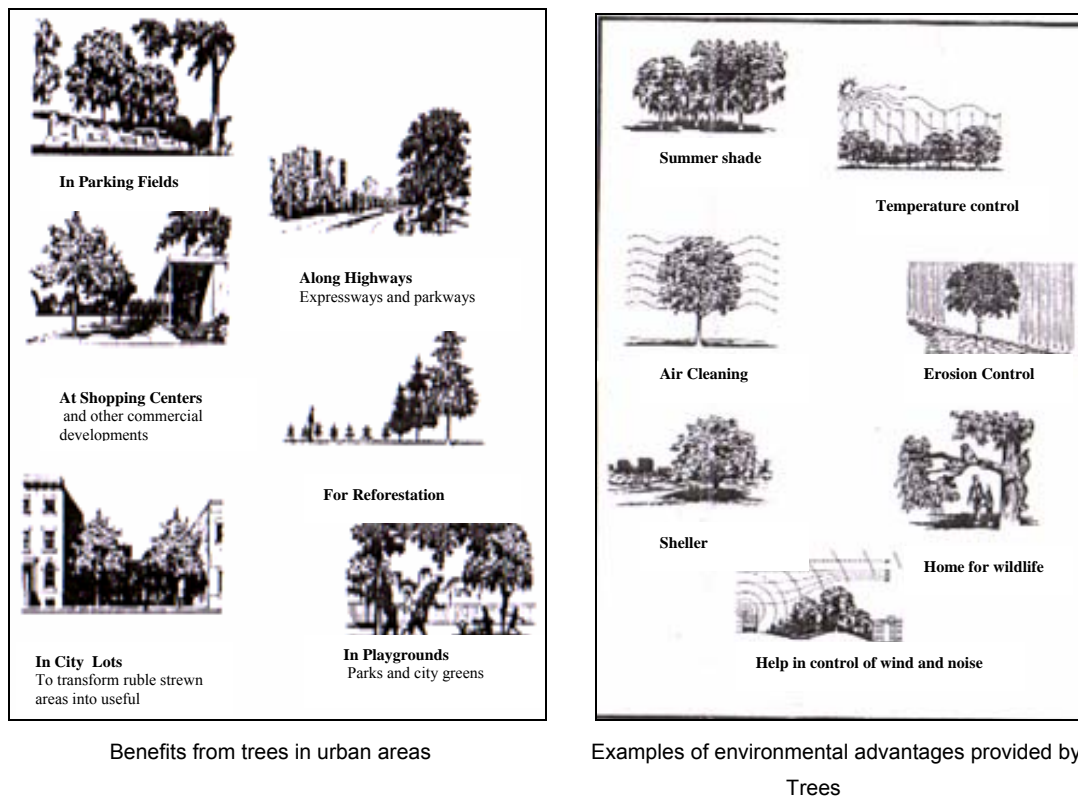 In Parking Fields
Along Highways
Expressways and parkways
At Shopping Centers
and other commercial
developments
For Reforestation
In City Lots
To transform ruble strewn
areas into useful
In Playgrounds
Parks and city greens
Benefits from trees in urban areas
Summer shade
Temperature control
Air Cleaning
Erosion Control
Sheller
Home for wildlife
Help in control of wind and noise
Examples of environmental advantages provided by
Trees